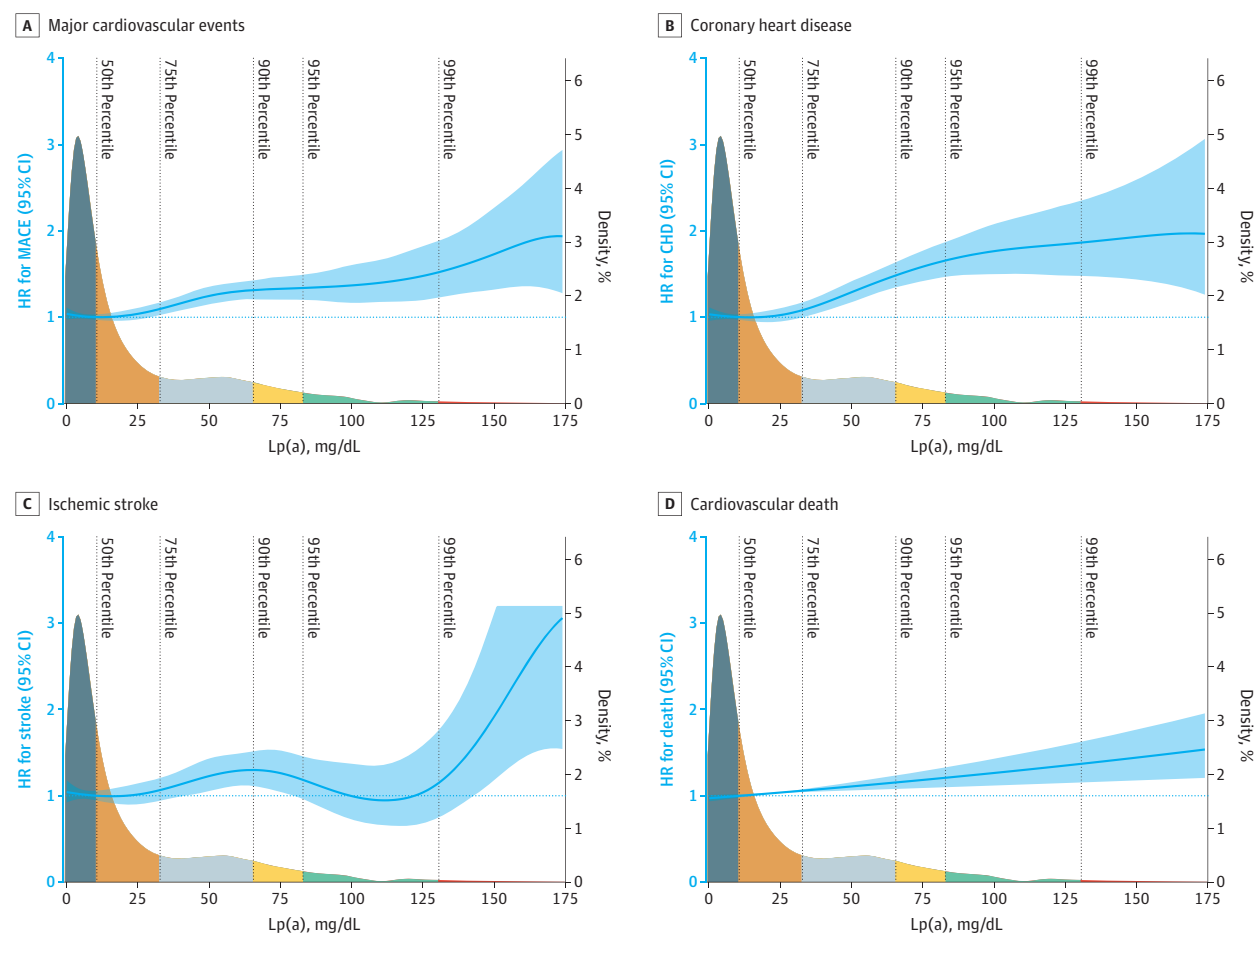 A Major cardiovascular events
HR for MACE (95% CI)
4
3
2
1
0
50th Percentile
75th Percentile
90th Percentile
95th Percentile
99th Percentile
6
5
4
3
2
1
0
Density, %
0 25 50 75 100 125 150 175
Lp(a), mg/dL
B Coronary heart disease
HR for CHD (95% CI)
4
3
2
1
0
50th Percentile
75th Percentile
90th Percentile
95th Percentile
99th Percentile
6
5
4
3
2
1
0
Density, %
0 25 50 75 100 125 150 175
Lp(a), mg/dL
C Ischemic stroke
HR for stroke (95% CI)
4
3
2
1
0
50th Percentile
75th Percentile
90th Percentile
95th Percentile
99th Percentile
6
5
4
3
2
1
0
Density, %
0 25 50 75 100 125 150 175
Lp(a), mg/dL
D Cardiovascular death
HR for death (95% CI)
4
3
2
1
0
50th Percentile
75th Percentile
90th Percentile
95th Percentile
99th Percentile
6
5
4
3
2
1
0
Density, %
0 25 50 75 100 125 150 175
Lp(a), mg/dL